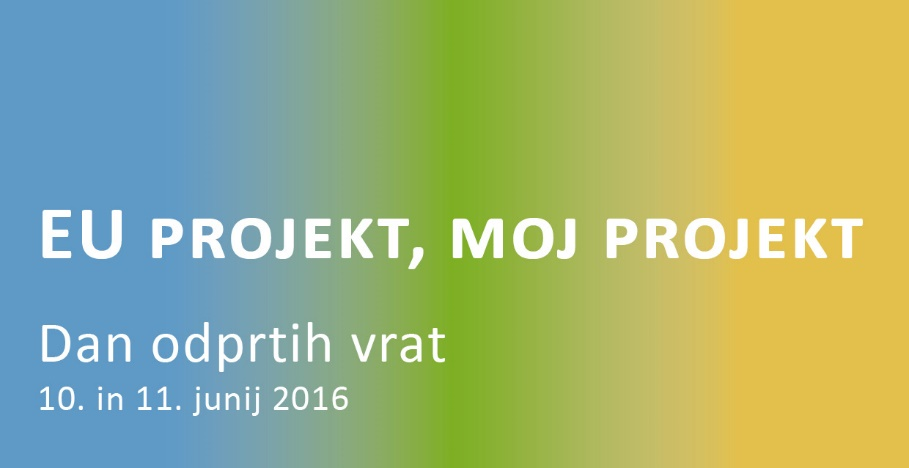 EU PROJEKT, MOJ PROJEKT
Dan odprtih vrat
10. in 11. junij 2016